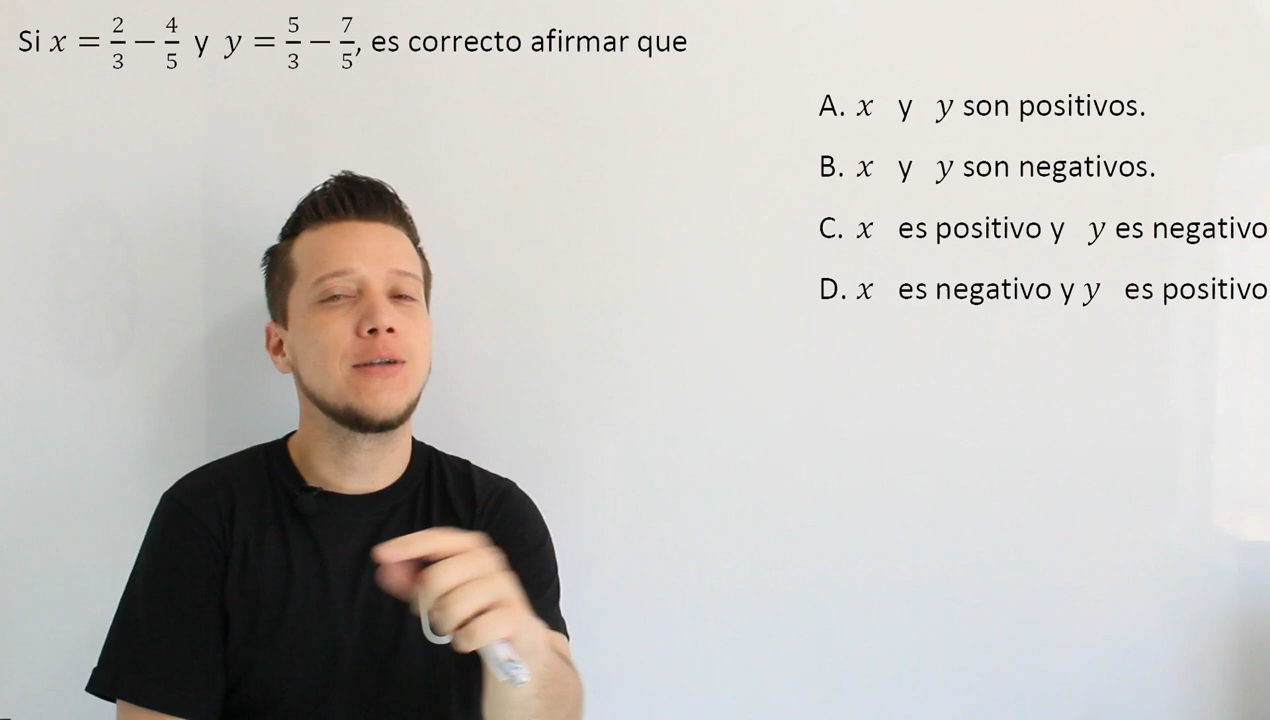 Si x = 2/3 − 4/5 y y = 5/3 − 7/5, es correcto afirmar que
A. x y y son positivos.
B. x y y son negativos.
C. x es positivo y y es negativo
D. x es negativo y y es positivo